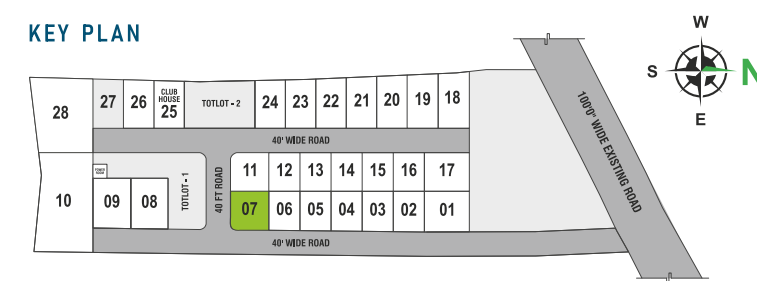 KEY PLAN
W
S
N
E
28
27
26
CLUB
HOUSE
25
TOTLOT - 2
24
23
22
21
20
19
18
100'0" WIDE EXISTING ROAD
40' WIDE ROAD
10
09
08
TOTLOT - 1
40 FT ROAD
11
12
13
14
15
16
17
07
06
05
04
03
02
01
40' WIDE ROAD